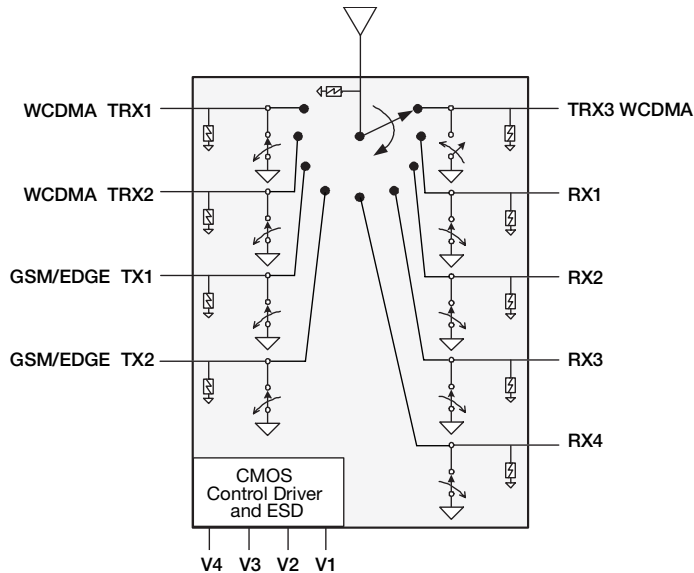 WCDMA TRX1
TRX3 WCDMA
WCDMA TRX2
RX1
GSM/EDGE TX1
RX2
GSM/EDGE TX2
RX3
RX4
CMOS
Control Driver
and ESD
V4 V3 V2 V1